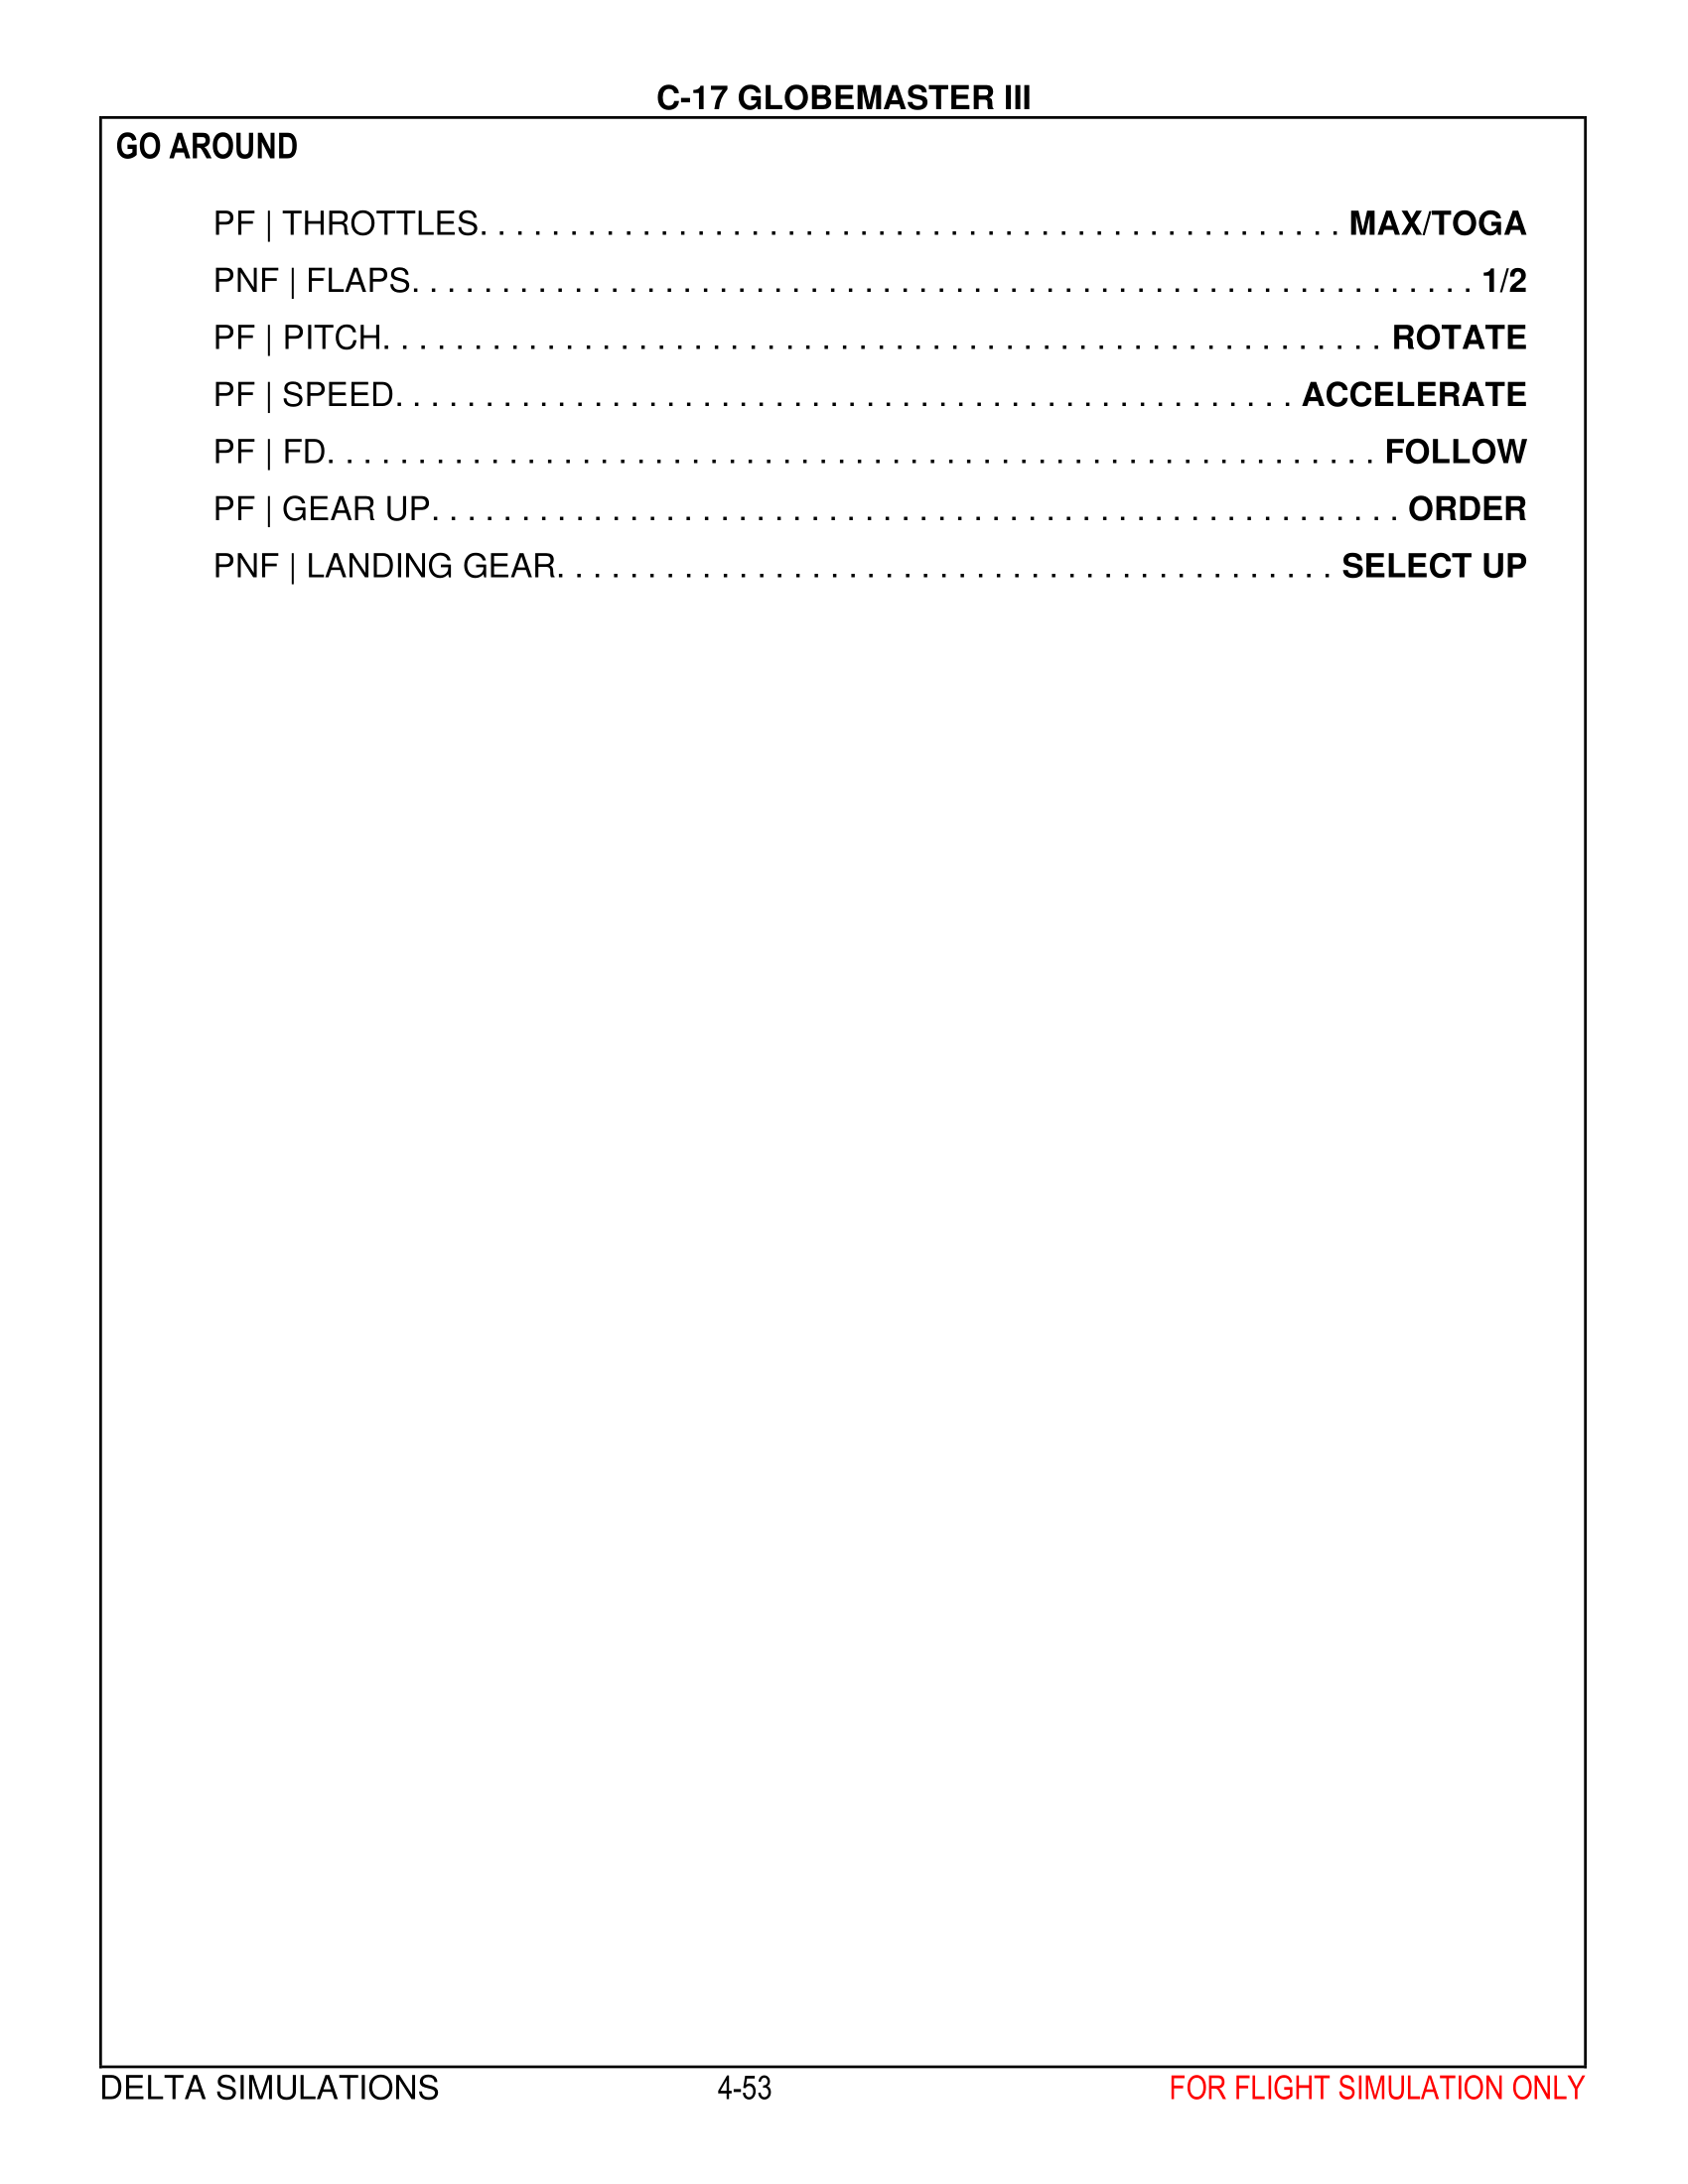 C-17 GLOBEMASTER III
GO AROUND
PF | THROTTLES. . . . . . . . . . . . . . . . . . . . . . . . . . . . . . . . . . . . . . . . . . . . . . . . MAX/TOGA
PNF | FLAPS. . . . . . . . . . . . . . . . . . . . . . . . . . . . . . . . . . . . . . . . . . . . . . . . . . . . . . . . . . . 1/2
PF | PITCH. . . . . . . . . . . . . . . . . . . . . . . . . . . . . . . . . . . . . . . . . . . . . . . . . . . . . . . . ROTATE
PF | SPEED. . . . . . . . . . . . . . . . . . . . . . . . . . . . . . . . . . . . . . . . . . . . . . . . . . ACCELERATE
PF | FD. . . . . . . . . . . . . . . . . . . . . . . . . . . . . . . . . . . . . . . . . . . . . . . . . . . . . . . . . . . FOLLOW
PF | GEAR UP. . . . . . . . . . . . . . . . . . . . . . . . . . . . . . . . . . . . . . . . . . . . . . . . . . . . . . ORDER
PNF | LANDING GEAR. . . . . . . . . . . . . . . . . . . . . . . . . . . . . . . . . . . . . . . . . . . SELECT UP
DELTA SIMULATIONS 4-53 FOR FLIGHT SIMULATION ONLY